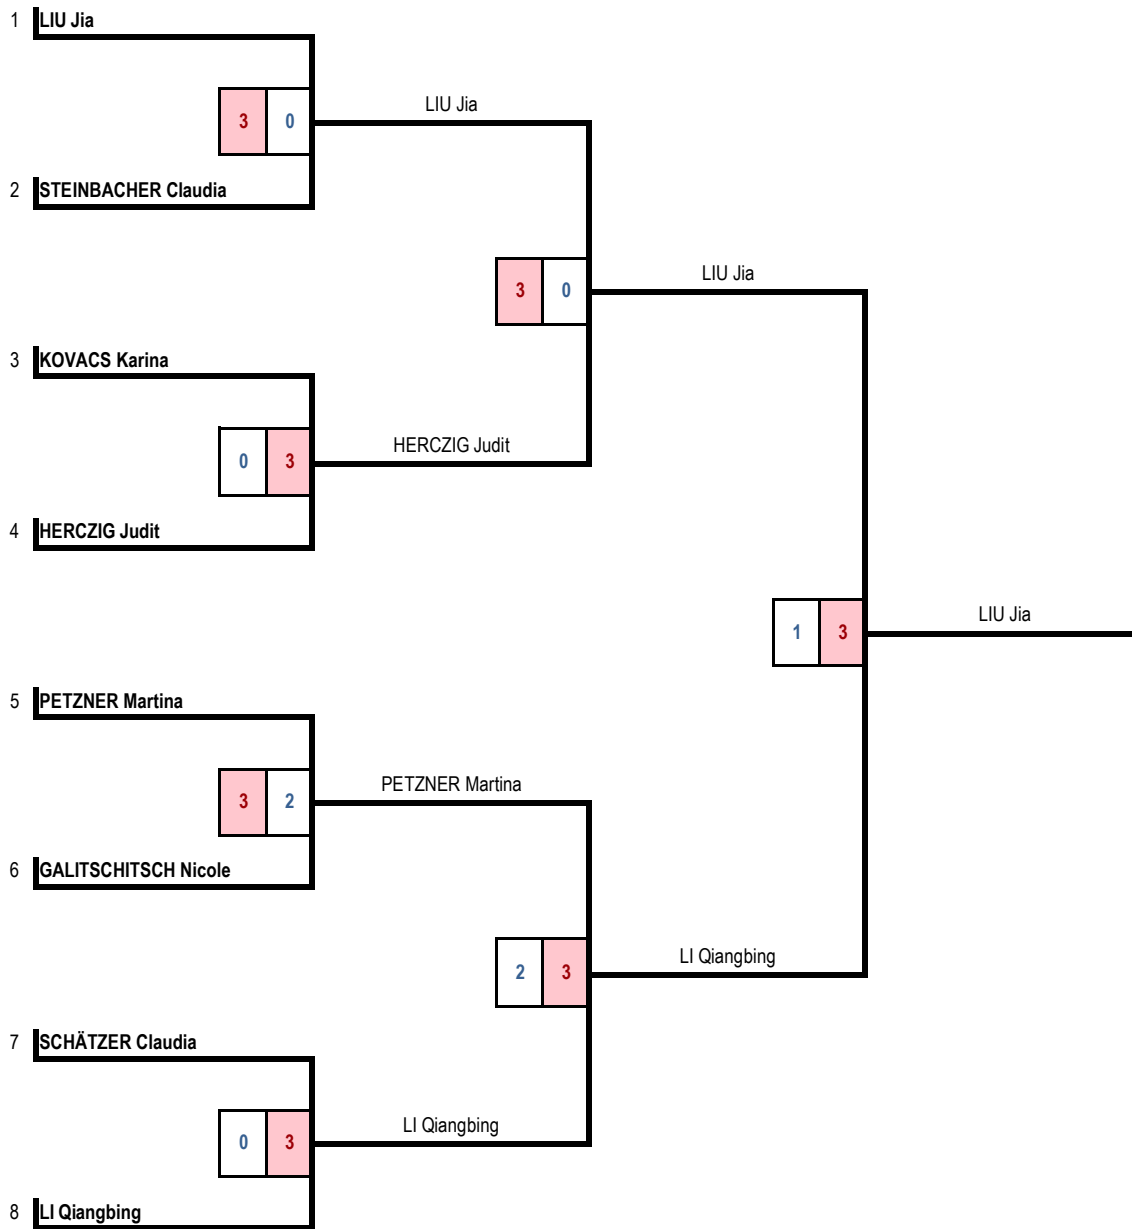 1 LIU Jia
LIU Jia
3 0
2 STEINBACHER Claudia
LIU Jia
3 0
3 KOVACS Karina
HERCZIG Judit
0 3
4 HERCZIG Judit
LIU Jia
1 3
5 PETZNER Martina
PETZNER Martina
3 2
6 GALITSCHITSCH Nicole
LI Qiangbing
2 3
7 SCHÄTZER Claudia
LI Qiangbing
0 3
8 LI Qiangbing